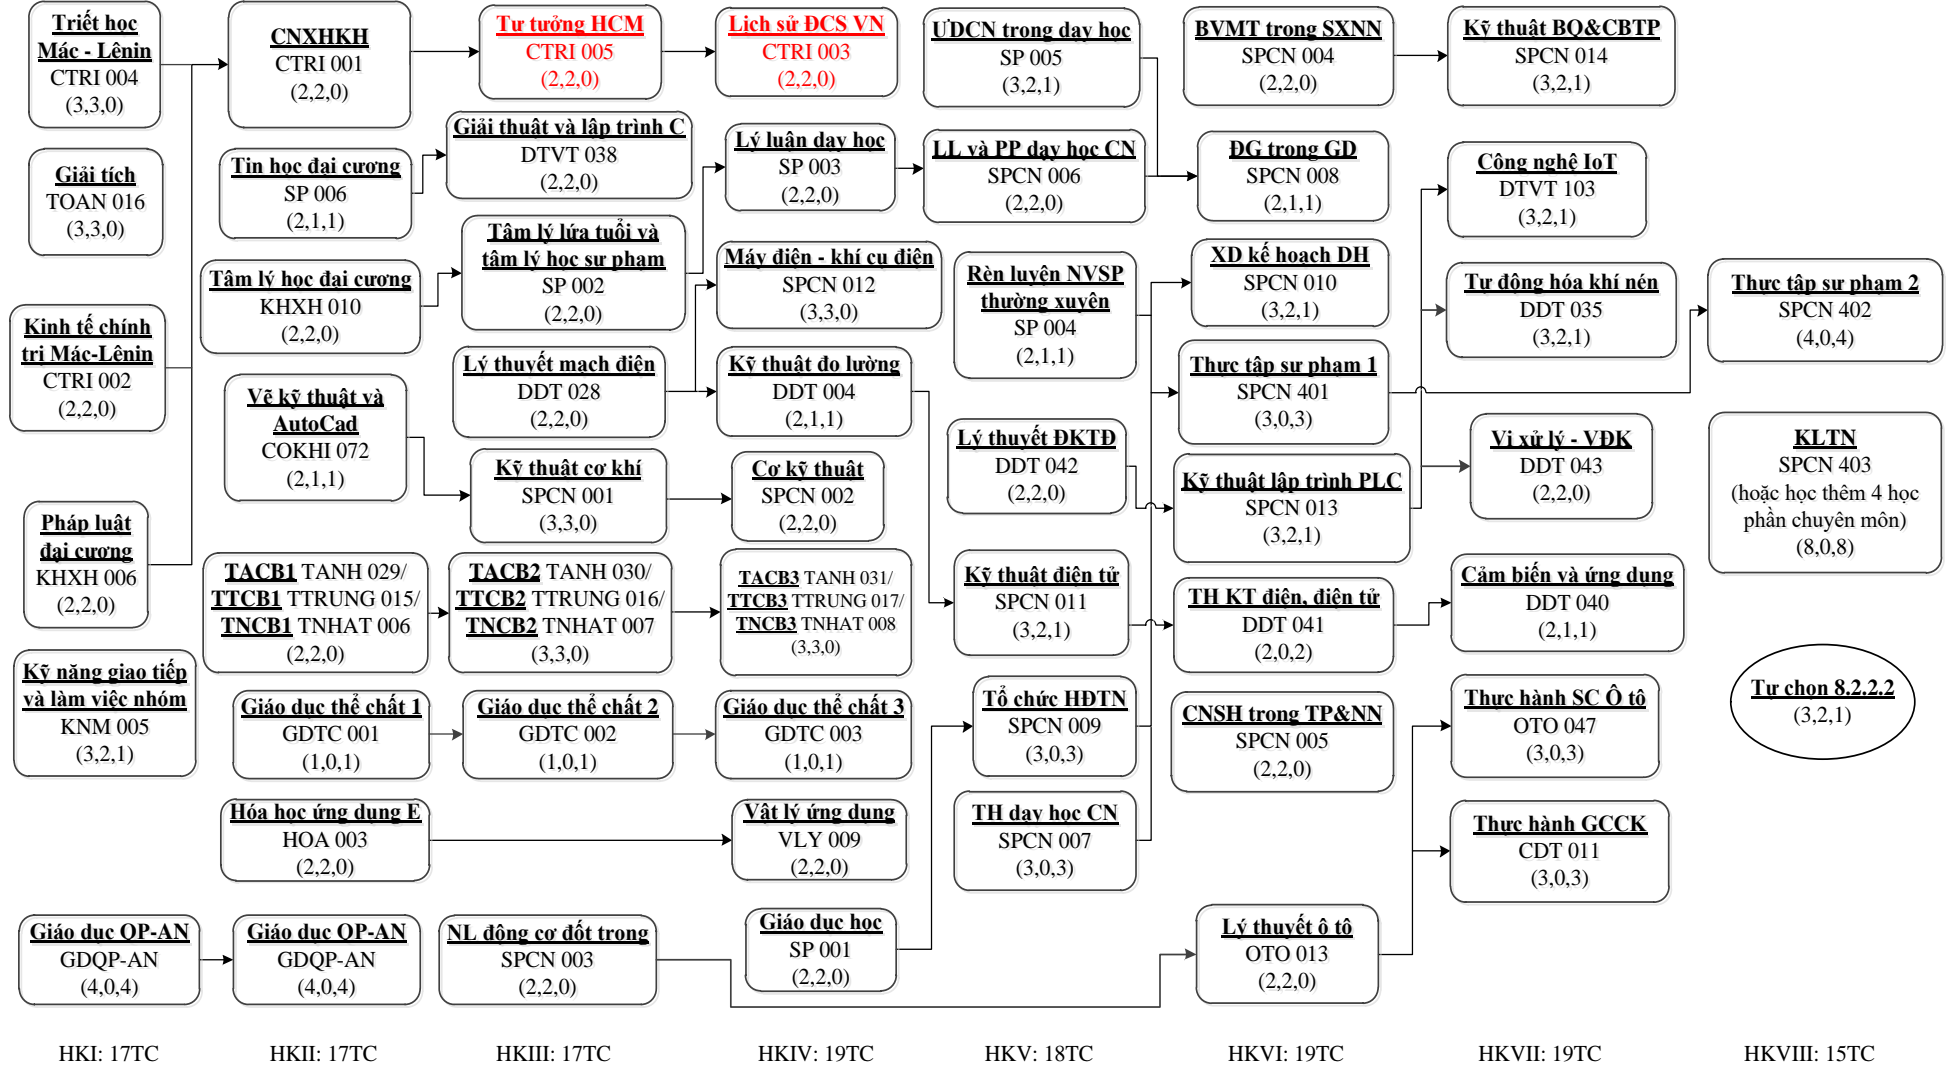 Triết học
Mác - Lênin
CTRI 004
(3,3,0)
Giải tích
TOAN 016
(3,3,0)
Kinh tế chính
trị Mác-Lênin
CTRI 002
(2,2,0)
Pháp luật
đại cương
KHXH 006
(2,2,0)
Kỹ năng giao tiếp
và làm việc nhóm
KNM 005
(3,2,1)
Giáo dục QP-AN
GDQP-AN
(4,0,4)
HKI: 17TC
CNXHKH
CTRI 001
(2,2,0)
Tin học đại cương
SP 006
(2,1,1)
Tâm lý học đại cương
KHXH 010
(2,2,0)
Vẽ kỹ thuật và
AutoCad
COKHI 072
(2,1,1)
TACB1 TANH 029/
TTCB1 TTRUNG 015/
TNCB1 TNHAT 006
(2,2,0)
Giáo dục thể chất 1
GDTC 001
(1,0,1)
Hóa học ứng dụng E
HOA 003
(2,2,0)
Giáo dục QP-AN
GDQP-AN
(4,0,4)
HKII: 17TC
Tư tưởng HCM
CTRI 005
(2,2,0)
Giải thuật và lập trình C
DTVT 038
(2,2,0)
Tâm lý lứa tuổi và
tâm lý học sư phạm
SP 002
(2,2,0)
Lý thuyết mạch điện
DDT 028
(2,2,0)
Kỹ thuật cơ khí
SPCN 001
(3,3,0)
TACB2 TANH 030/
TTCB2 TTRUNG 016/
TNCB2 TNHAT 007
(3,3,0)
Giáo dục thể chất 2
GDTC 002
(1,0,1)
NL động cơ đốt trong
SPCN 003
(2,2,0)
HKIII: 17TC
Lịch sử ĐCS VN
CTRI 003
(2,2,0)
Lý luận dạy học
SP 003
(2,2,0)
Máy điện - khí cụ điện
SPCN 012
(3,3,0)
Kỹ thuật đo lường
DDT 004
(2,1,1)
Cơ kỹ thuật
SPCN 002
(2,2,0)
TACB3 TANH 031/
TTCB3 TTRUNG 017/
TNCB3 TNHAT 008
(3,3,0)
Giáo dục thể chất 3
GDTC 003
(1,0,1)
Vật lý ứng dụng
VLY 009
(2,2,0)
Giáo dục học
SP 001
(2,2,0)
HKIV: 19TC
ƯDCN trong dạy học
SP 005
(3,2,1)
LL và PP dạy học CN
SPCN 006
(2,2,0)
Rèn luyện NVSP
thường xuyên
SP 004
(2,1,1)
Lý thuyết ĐKTĐ
DDT 042
(2,2,0)
Kỹ thuật điện tử
SPCN 011
(3,2,1)
Tổ chức HĐTN
SPCN 009
(3,0,3)
TH dạy học CN
SPCN 007
(3,0,3)
HKV: 18TC
BVMT trong SXNN
SPCN 004
(2,2,0)
ĐG trong GD
SPCN 008
(2,1,1)
XD kế hoạch DH
SPCN 010
(3,2,1)
Thực tập sư phạm 1
SPCN 401
(3,0,3)
Kỹ thuật lập trình PLC
SPCN 013
(3,2,1)
TH KT điện, điện tử
DDT 041
(2,0,2)
CNSH trong TP&NN
SPCN 005
(2,2,0)
Lý thuyết ô tô
OTO 013
(2,2,0)
HKVI: 19TC
Kỹ thuật BQ&CBTP
SPCN 014
(3,2,1)
Công nghệ IoT
DTVT 103
(3,2,1)
Tự động hóa khí nén
DDT 035
(3,2,1)
Vi xử lý - VĐK
DDT 043
(2,2,0)
Cảm biến và ứng dụng
DDT 040
(2,1,1)
Thực hành SC Ô tô
OTO 047
(3,0,3)
Thực hành GCCK
CDT 011
(3,0,3)
HKVII: 19TC
Thực tập sư phạm 2
SPCN 402
(4,0,4)
KLTN
SPCN 403
(hoặc học thêm 4 học
phần chuyên môn)
(8,0,8)
Tự chọn 8.2.2.2
(3,2,1)
HKVIII: 15TC